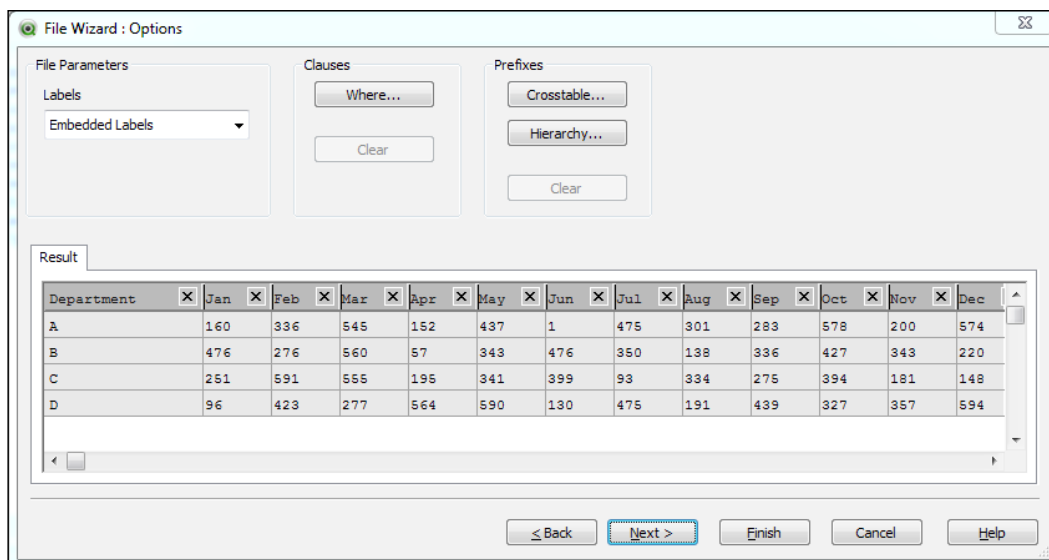 File Wizard : Options
File Parameters
Labels
Embedded Labels
Clauses
Where...
Clear
Prefixes
Crosstable...
Hierarchy...
Clear
Result
Department Jan Feb Mar Apr May Jun Jul Aug Sep Oct Nov Dec
A 160 336 545 152 437 1 475 301 283 578 200 574
B 476 276 560 57 343 476 350 138 336 427 343 220
C 251 591 555 195 341 399 93 334 275 394 181 148
D 96 423 277 564 590 130 475 191 439 327 357 594
< Back Next > Finish Cancel Help